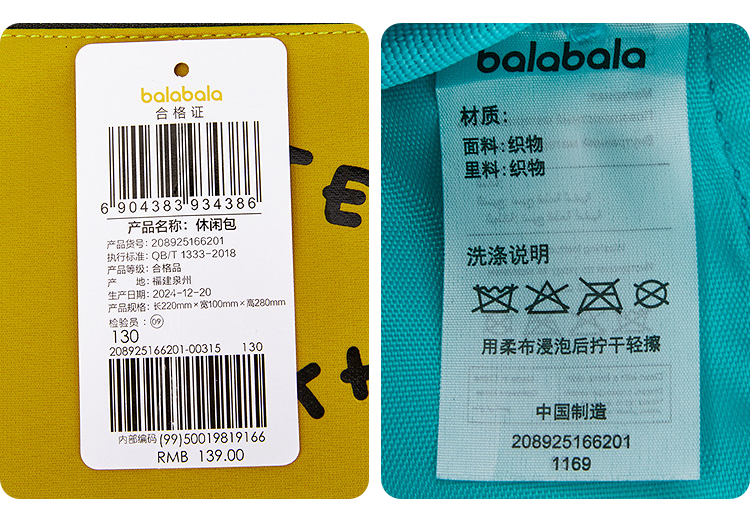 balabala
合格证
6 904383 934386
产品名称: 休闲包
产品货号: 208925166201
执行标准: QB/T 1333-2018
产品等级: 合格品
产 地: 福建泉州
生产日期: 2024-12-20
产品规格: 长220mm×宽100mm×高280mm
检验员: 09
130
208925166201-00315 130
内部编码 (99)50019819166
RMB 139.00
balabala
材质:
面料: 织物
里料: 织物
洗涤说明
用柔布浸泡后拧干轻擦
中国制造
208925166201
1169